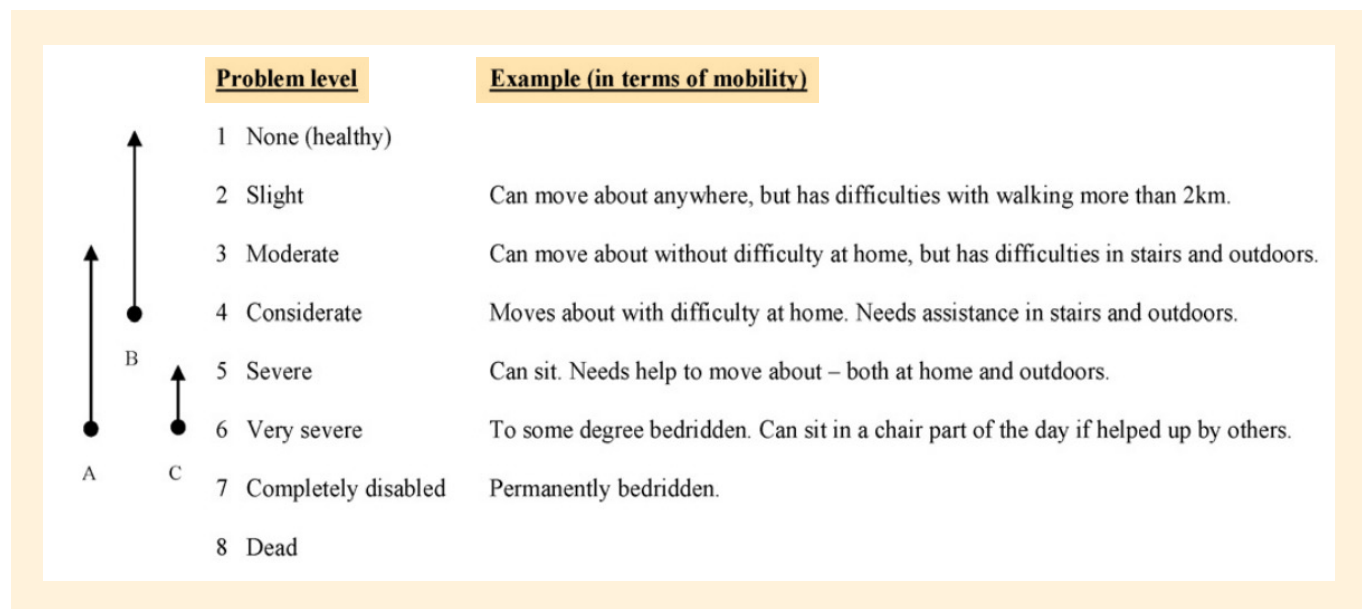 Problem level Example (in terms of mobility)
1 None (healthy)
2 Slight Can move about anywhere, but has difficulties with walking more than 2km.
3 Moderate Can move about without difficulty at home, but has difficulties in stairs and outdoors.
4 Considerate Moves about with difficulty at home. Needs assistance in stairs and outdoors.
B
5 Severe Can sit. Needs help to move about – both at home and outdoors.
6 Very severe To some degree bedridden. Can sit in a chair part of the day if helped up by others.
A C
7 Completely disabled Permanently bedridden.
8 Dead